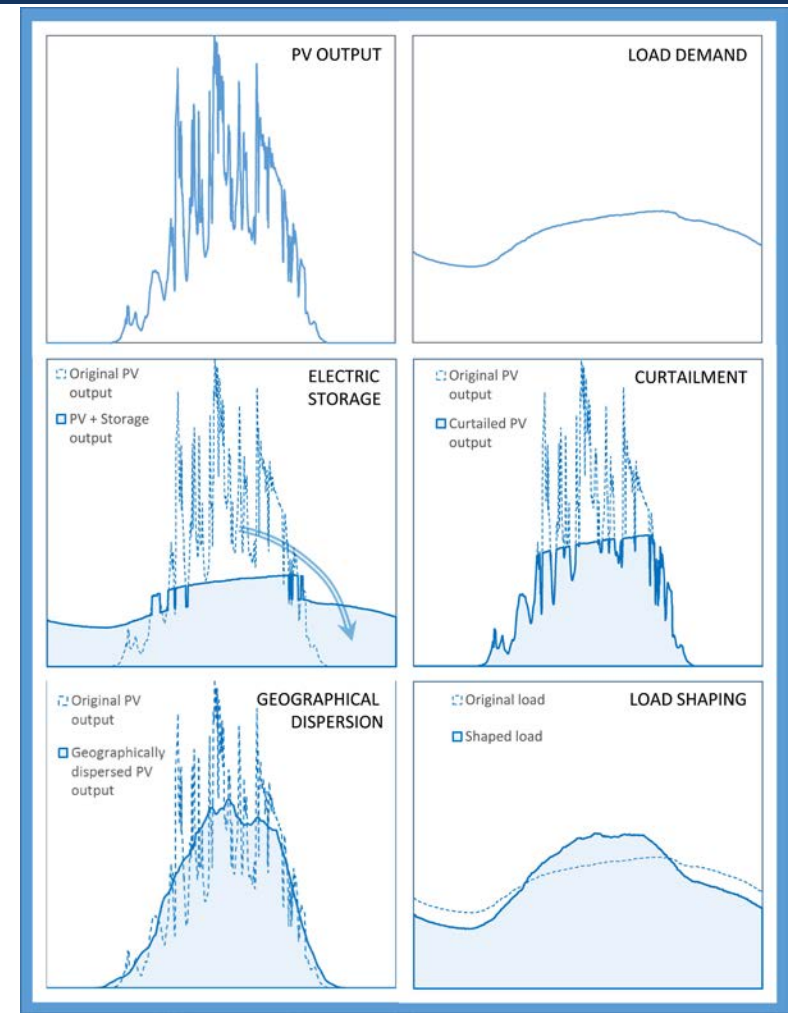 PV OUTPUT
LOAD DEMAND
Original PV
output
PV + Storage
output
ELECTRIC
STORAGE
Original PV
output
Curtailed PV
output
CURTAILMENT
Original PV
output
Geographically
dispersed PV
output
GEOGRAPHICAL
DISPERSION
Original load
Shaped load
LOAD SHAPING